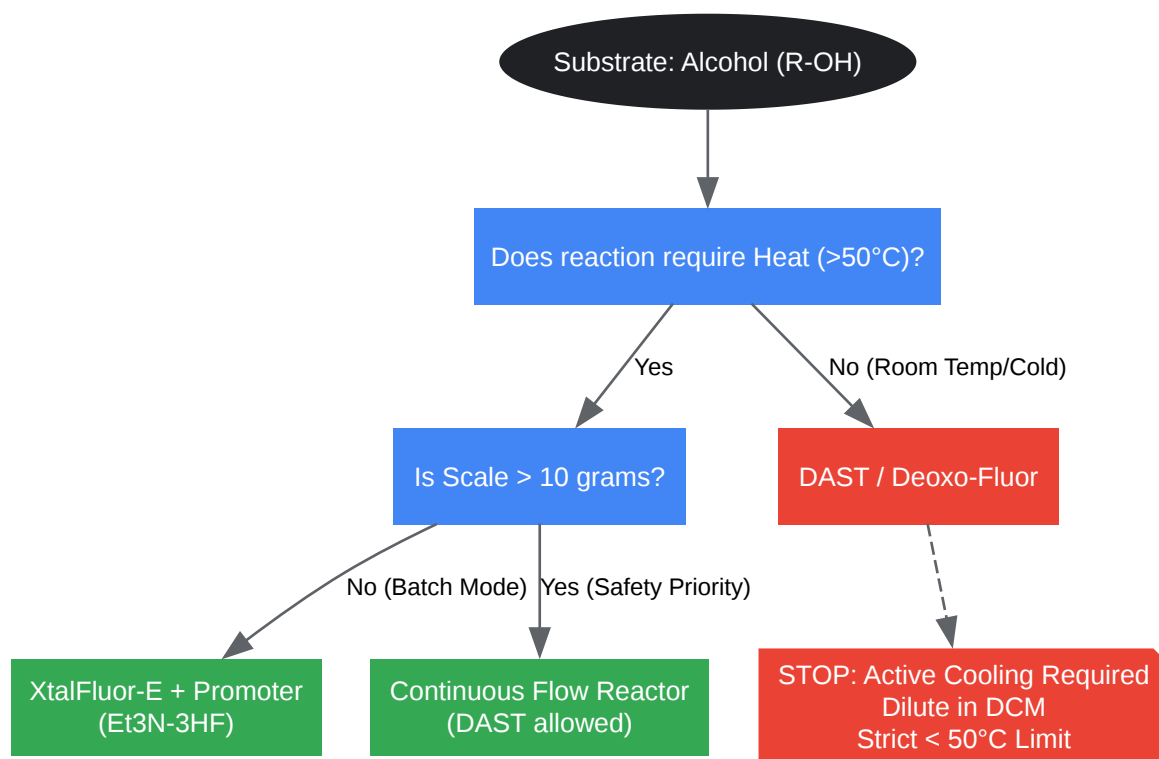 Substrate: Alcohol (R-OH)
Does reaction require Heat (>50°C)?
Yes
No (Room Temp/Cold)
Is Scale > 10 grams?
DAST / Deoxo-Fluor
No (Batch Mode)
Yes (Safety Priority)
XtalFluor-E + Promoter
(Et3N-3HF)
Continuous Flow Reactor
(DAST allowed)
STOP: Active Cooling Required
Dilute in DCM
Strict < 50°C Limit